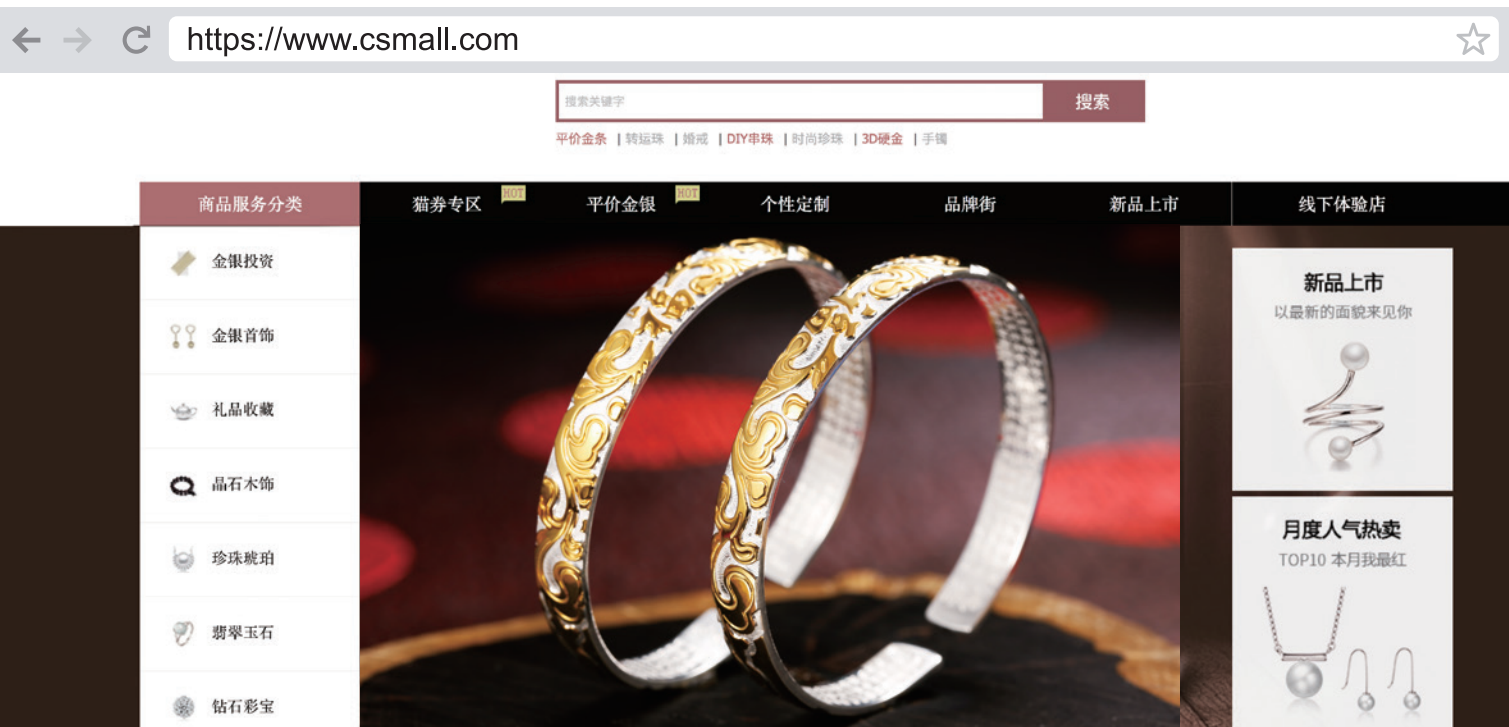 https://www.csmall.com
搜索关键字 搜索
平价金条 | 转运珠 | 婚戒 | DIY串珠 | 时尚珍珠 | 3D硬金 | 手镯
商品服务分类 猫券专区 HOT 平价金银 HOT 个性定制 品牌街 新品上市 线下体验店
金银投资
金银首饰
礼品收藏
晶石木饰
珍珠琥珀
翡翠玉石
钻石彩宝
新品上市
以最新的面貌来见你
月度人气热卖
TOP10 本月我最红